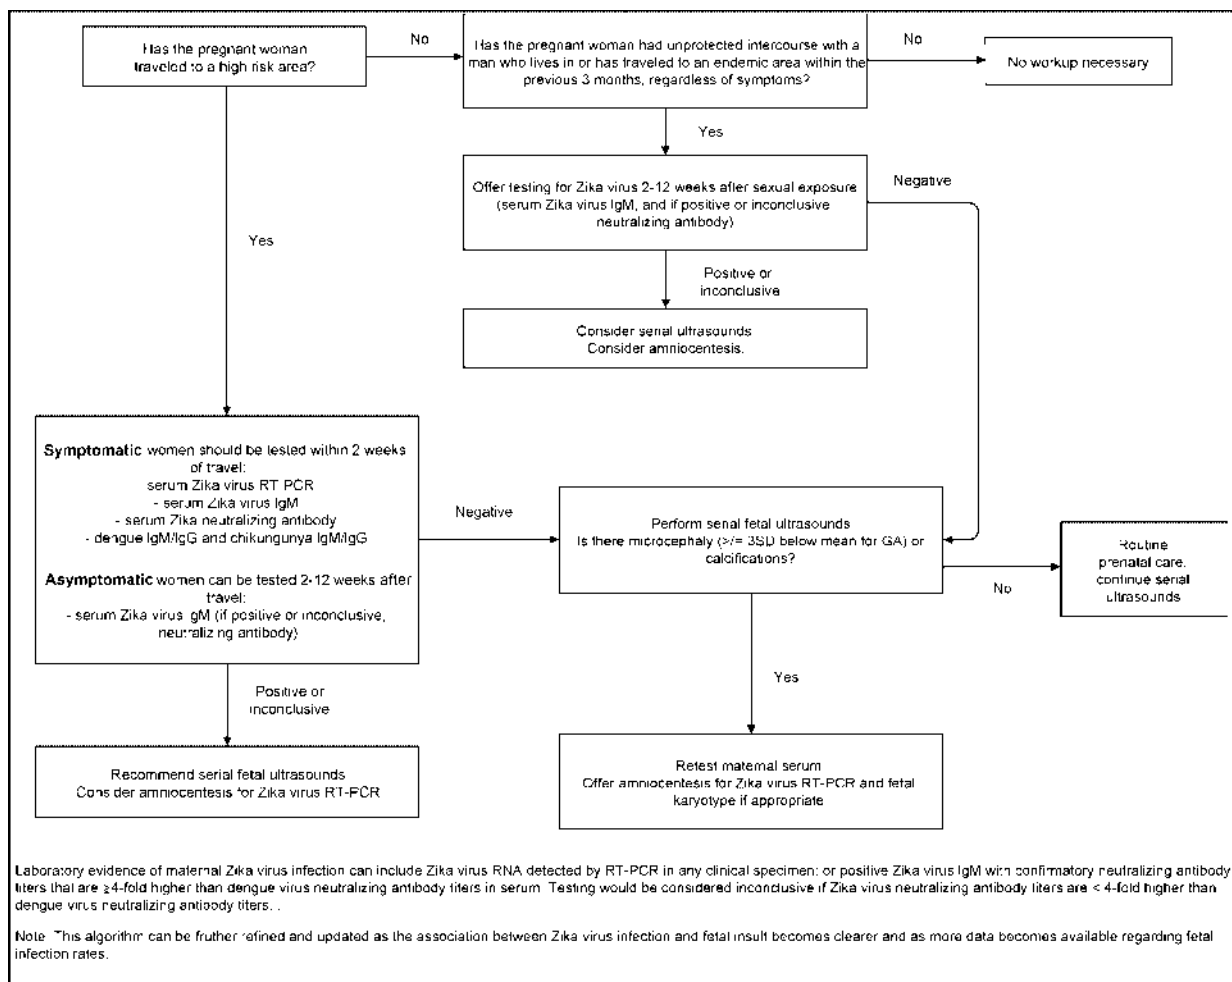 Has the pregnant woman
traveled to a high risk area?
No
Has the pregnant woman had unprotected intercourse with a
man who lives in or has traveled to an endemic area within the
previous 3 months, regardless of symptoms?
No
No workup necessary
Yes
Offer testing for Zika virus 2-12 weeks after sexual exposure
(serum Zika virus IgM, and if positive or inconclusive
neutralizing antibody)
Negative
Yes
Positive or
inconclusive
Consider serial ultrasounds
Consider amniocentesis.
Symptomatic women should be tested within 2 weeks
of travel:
serum Zika virus RT PCR
- serum Zika virus IgM
- serum Zika neutralizing antibody
- dengue IgM/IgG and chikungunya IgM/IgG
Asymptomatic women can be tested 2-12 weeks after
travel:
- serum Zika virus IgM (if positive or inconclusive,
neutralizing antibody)
Negative
Perform serial fetal ultrasounds
Is there microcephaly (>/= 3SD below mean for GA) or
calcifications?
No
Routine
prenatal care,
continue serial
ultrasounds
Yes
Positive or
inconclusive
Recommend serial fetal ultrasounds
Consider amniocentesis for Zika virus RT-PCR
Retest maternal serum
Offer amniocentesis for Zika virus RT-PCR and fetal
karyotype if appropriate
Laboratory evidence of maternal Zika virus infection can include Zika virus RNA detected by RT-PCR in any clinical specimen; or positive Zika virus IgM with confirmatory neutralizing antibody
titers that are ≥4-fold higher than dengue virus neutralizing antibody titers in serum. Testing would be considered inconclusive if Zika virus neutralizing antibody titers are < 4-fold higher than
dengue virus neutralizing antibody titers...
Note. This algorithm can be fruther refined and updated as the association between Zika virus infection and fetal insult becomes clearer and as more data becomes available regarding fetal
infection rates.